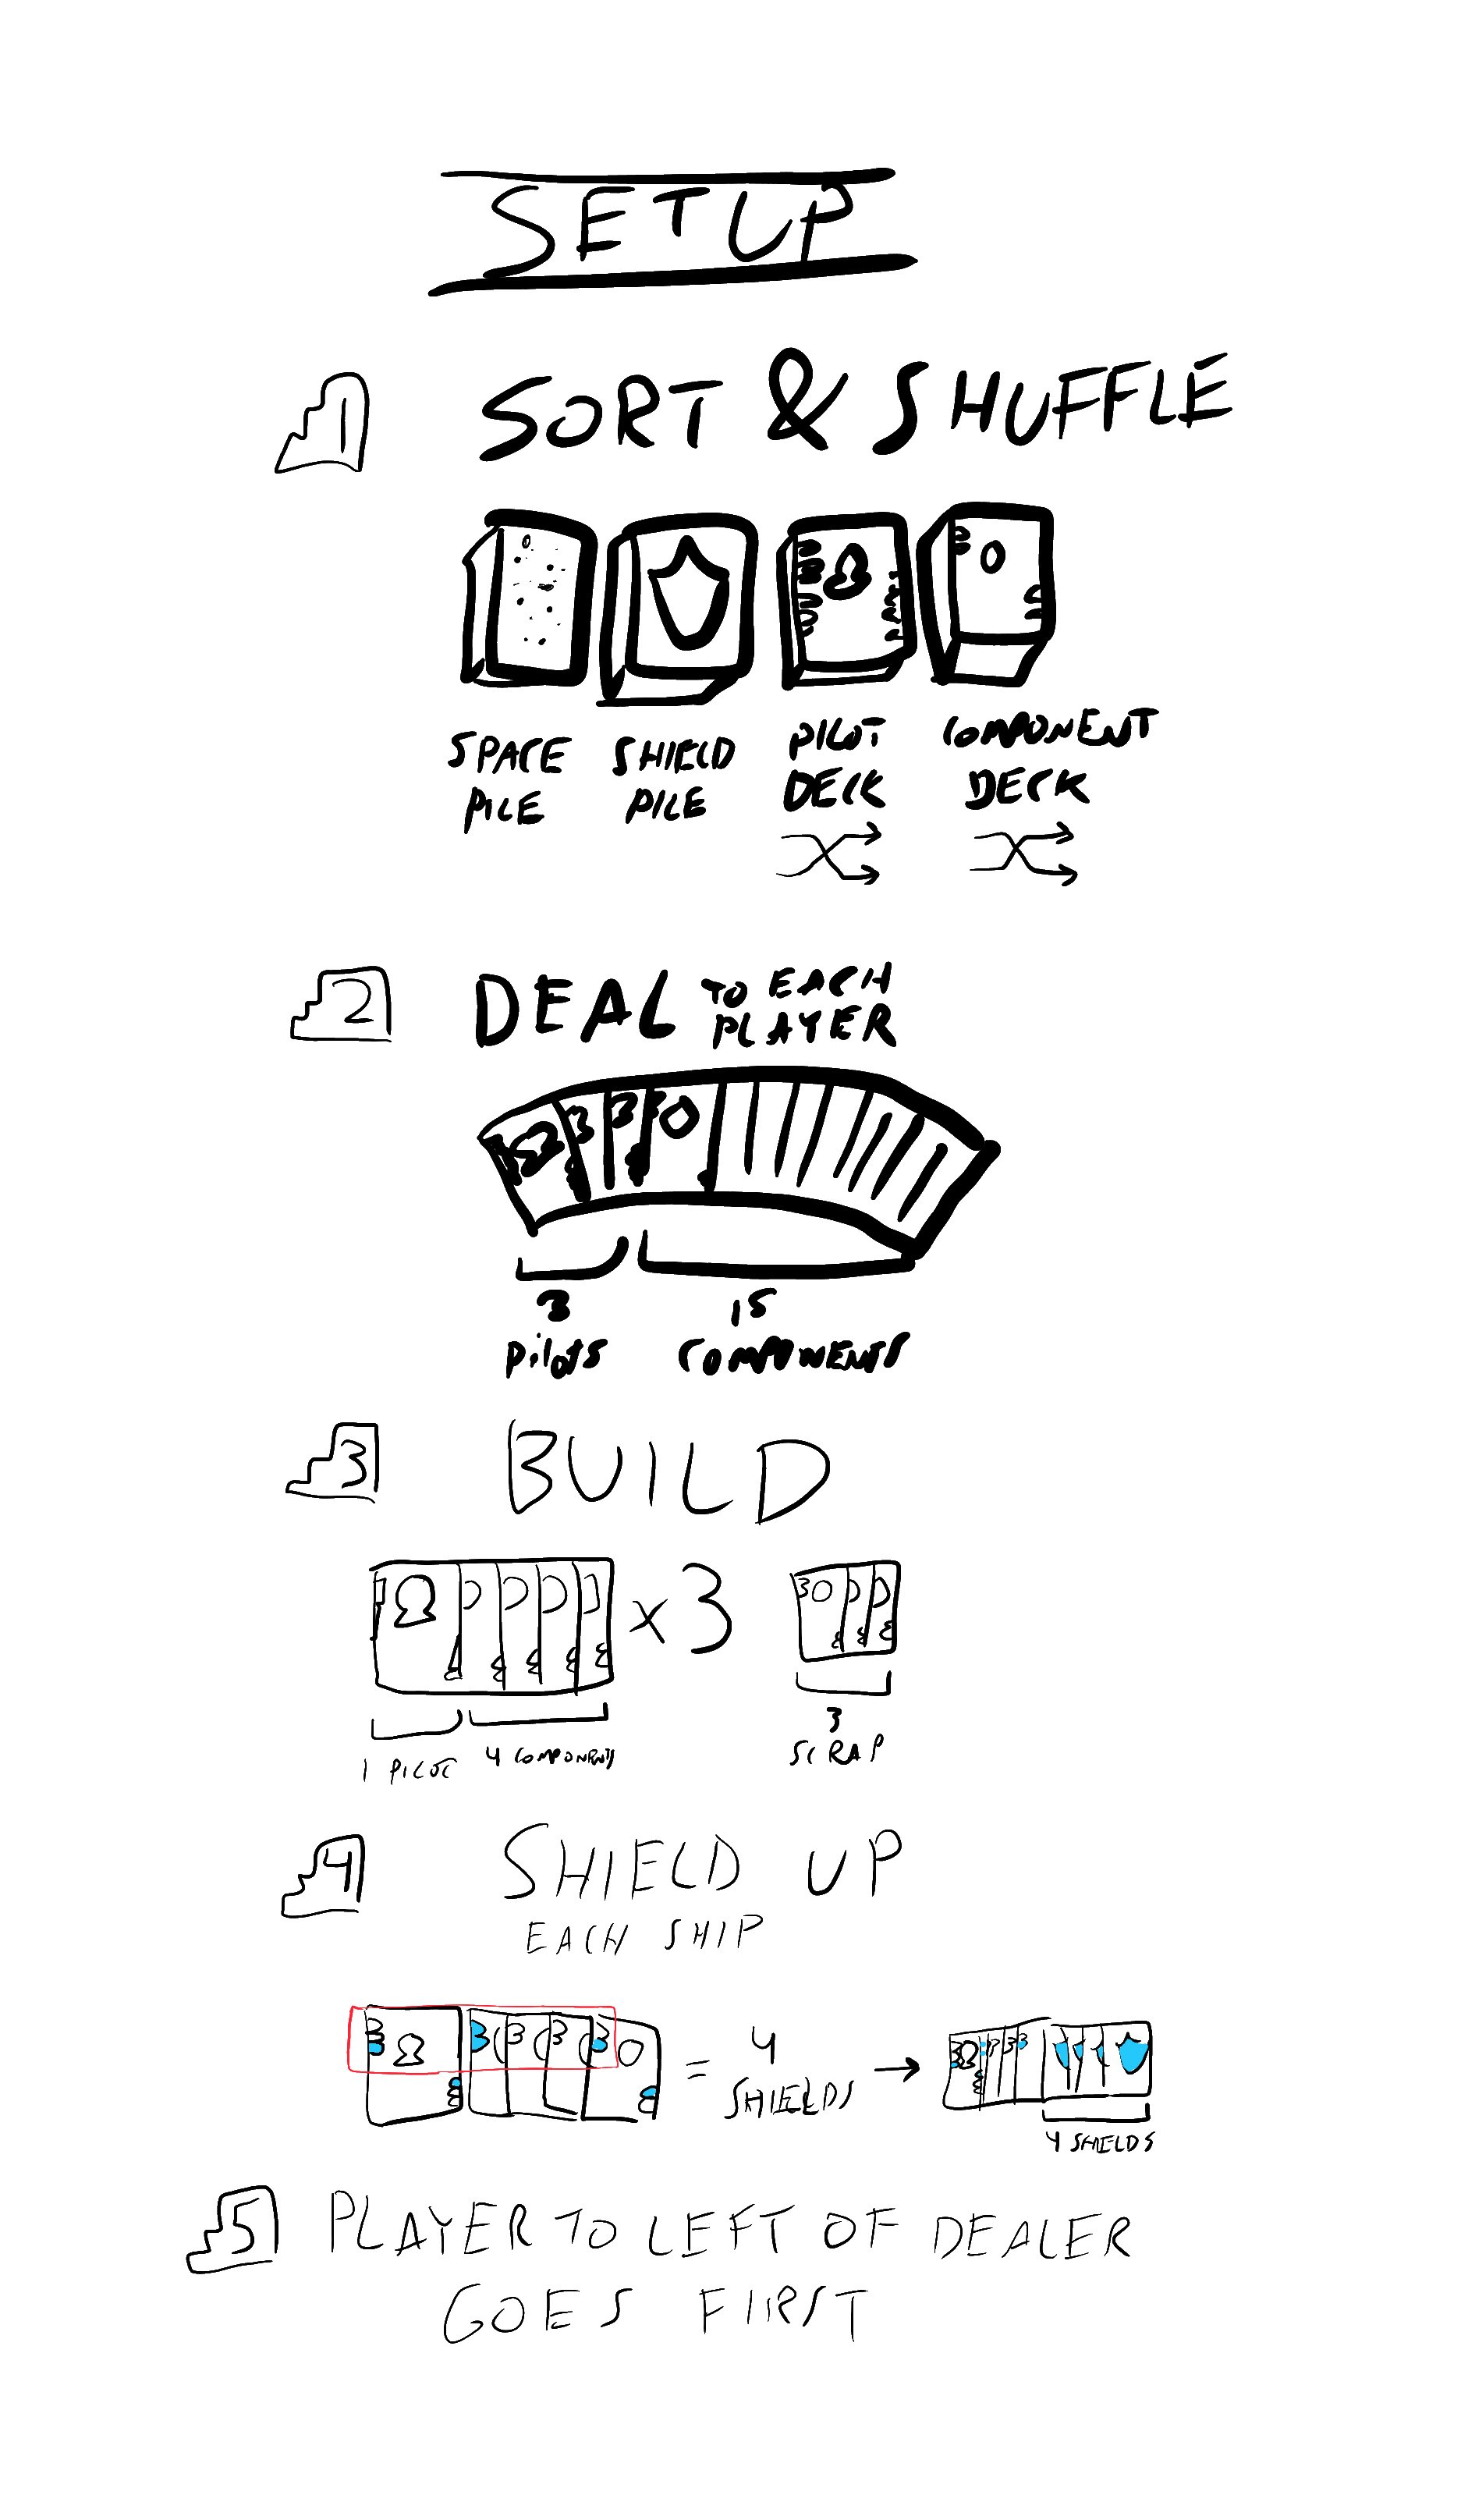 SETUP
1 SORT & SHUFFLE
SPACE PILE
SHIELD PILE
PILOT DECK
COMPONENT DECK
2 DEAL TO EACH PLAYER
3 PilOTS
15 COMPONENTS
3 BUILD
x3
1 PILOT
4 COMPONENTS
3 SCRAP
4 SHIELD UP
EACH SHIP
= 4 SHIELDS →
4 SHIELDS
5 PLAYER TO LEFT OF DEALER
GOES FIRST